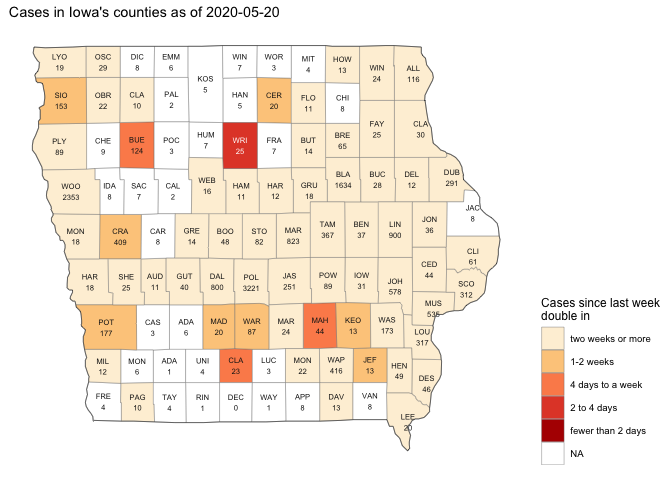 Cases in Iowa's counties as of 2020-05-20
LYO OSC DIC EMM WIN WOR MIT HOW
19 29 8 6 7 3 4 13
WIN ALL
24 116
KOS
5
SIO OBR CLA PAL HAN CER FLO CHI
153 22 10 2 5 20 11 8
FAY CLA
25 30
PLY CHE BUE POC HUM WRI FRA BUT BRE
89 9 124 3 7 25 7 14 65
WOO IDA SAC CAL WEB HAM HAR GRU BLA BUC DEL DUB
2353 8 7 2 16 11 12 18 1634 28 12 291
JAC
8
MON CRA CAR GRE BOO STO MAR TAM BEN LIN JON
18 409 8 14 48 82 823 367 37 900 36
CLI
61
CED
44
HAR SHE AUD GUT DAL POL JAS POW IOW JOH SCO
18 25 11 40 800 3221 251 89 31 578 312
MUS
535
POT CAS ADA MAD WAR MAR MAH KEO WAS LOU
177 3 6 20 87 24 44 13 173 317
MIL MON ADA UNI CLA LUC MON WAP JEF HEN DES
12 6 1 4 23 3 22 416 13 49 46
FRE PAG TAY RIN DEC WAY APP DAV VAN LEE
4 10 4 1 0 1 8 13 8 20
Cases since last week
double in
two weeks or more
1-2 weeks
4 days to a week
2 to 4 days
fewer than 2 days
NA